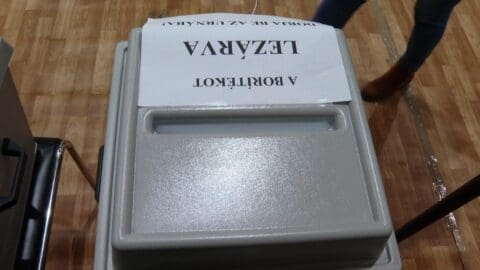 A BORÍTÉKOT
LEZÁRVA
DOBJA BE AZ URNÁBA!